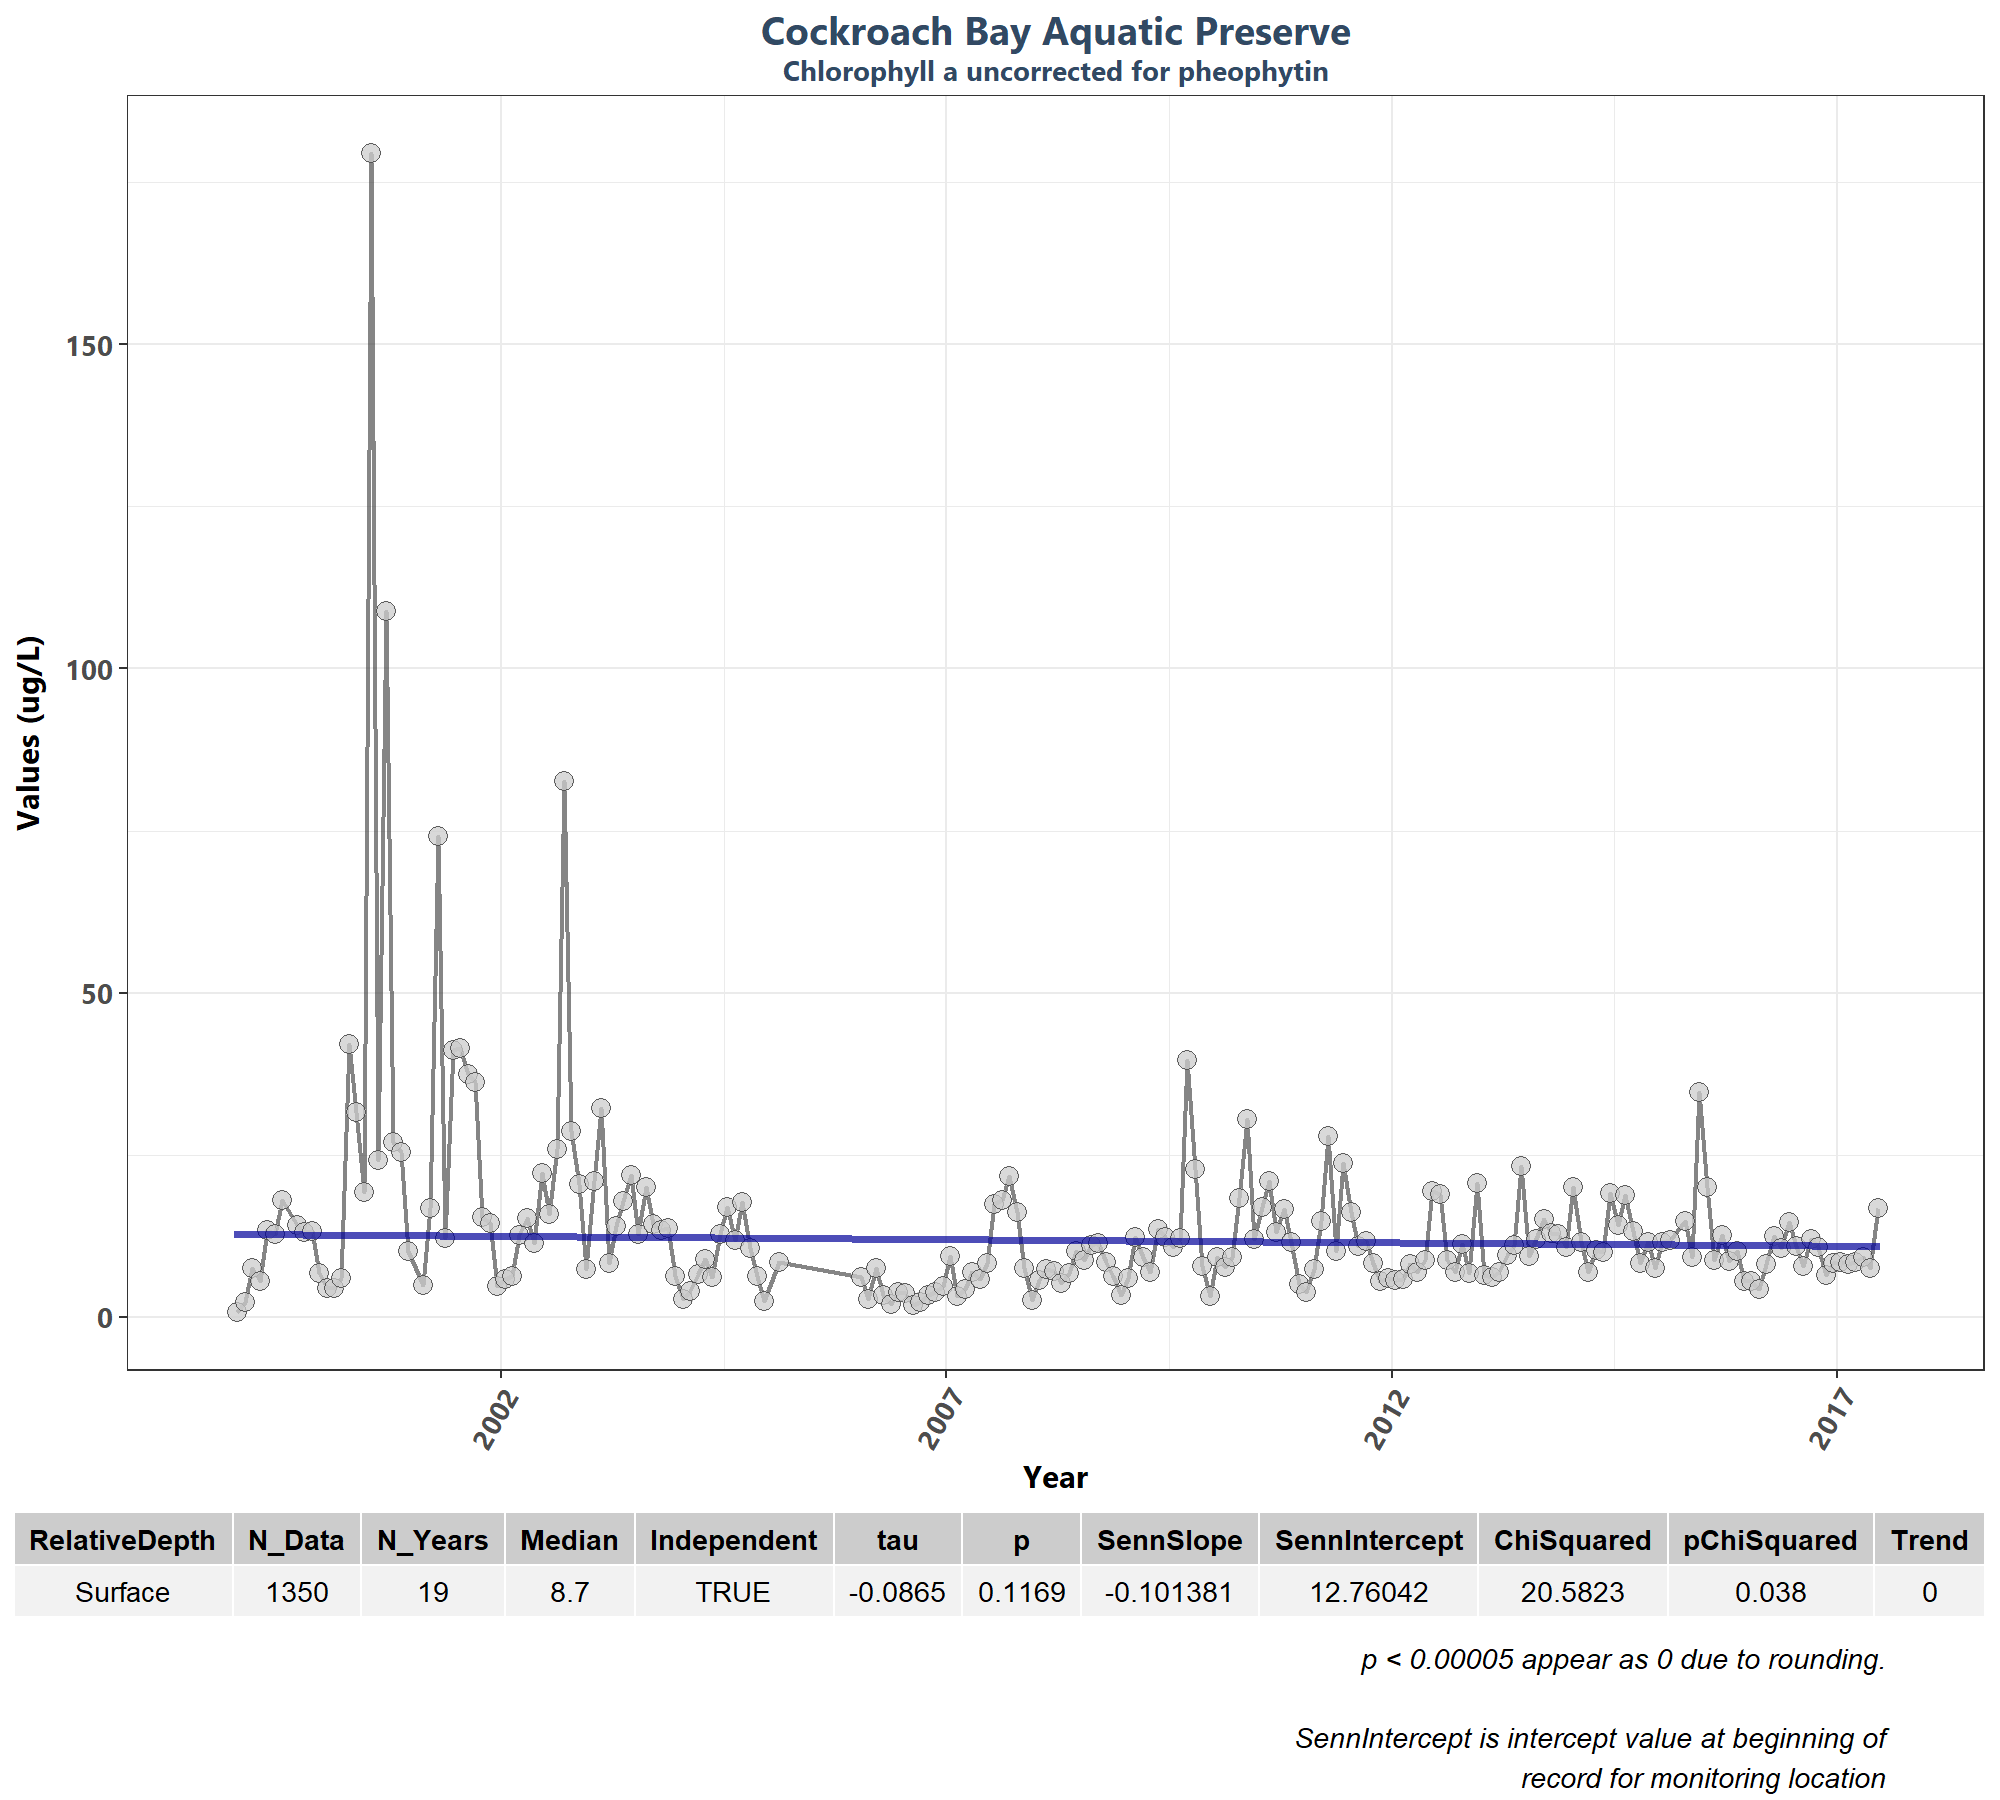 Cockroach Bay Aquatic Preserve
Chlorophyll a uncorrected for pheophytin
Values (ug/L)
150
100
50
0
2002 2007 2012 2017
Year
RelativeDepth N_Data N_Years Median Independent tau p SennSlope SennIntercept ChiSquared pChiSquared Trend
Surface 1350 19 8.7 TRUE -0.0865 0.1169 -0.101381 12.76042 20.5823 0.038 0
p < 0.00005 appear as 0 due to rounding.
SennIntercept is intercept value at beginning of
record for monitoring location